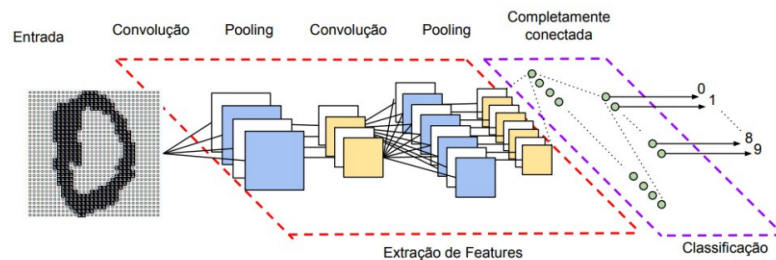 Entrada
Convolução
Pooling
Convolução
Pooling
Completamente
conectada
0
1
8
9
Extração de Features
Classificação